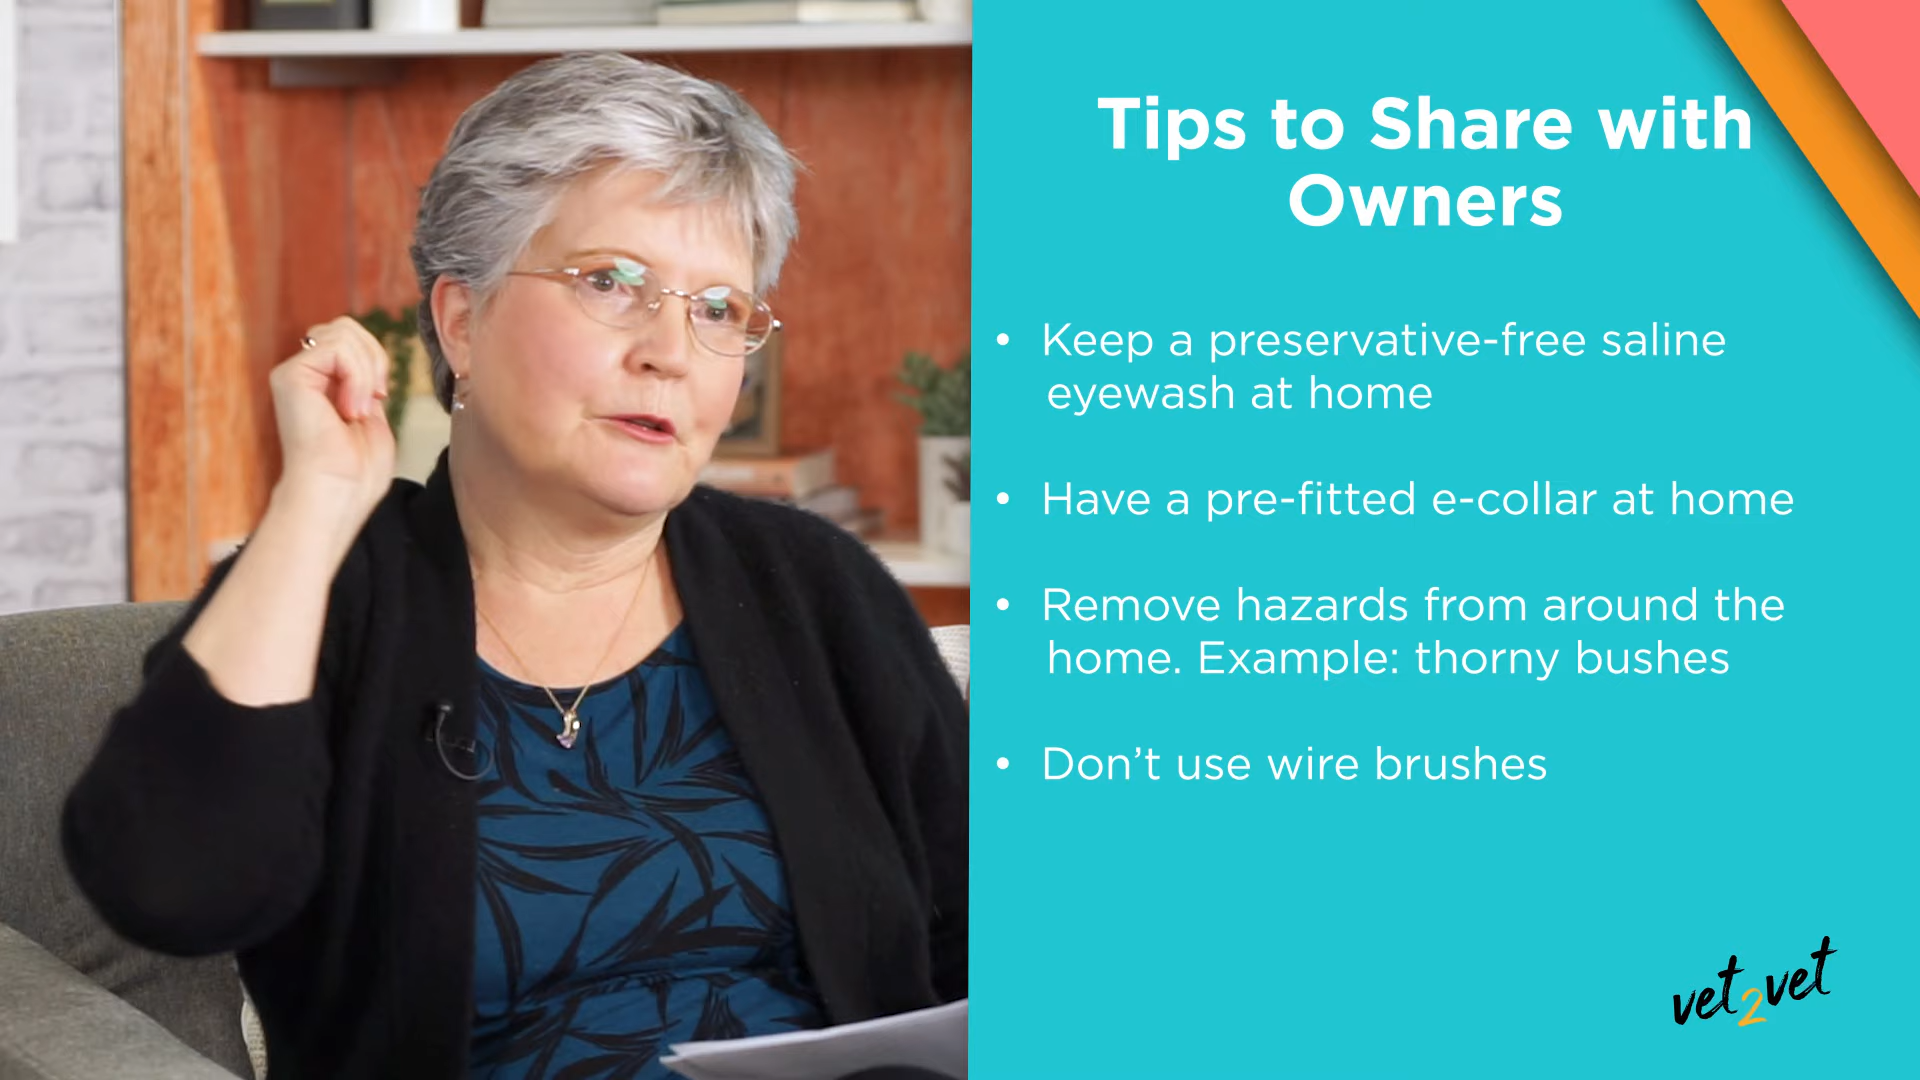 Tips to Share with
Owners
• Keep a preservative-free saline
eyewash at home
• Have a pre-fitted e-collar at home
• Remove hazards from around the
home. Example: thorny bushes
• Don’t use wire brushes
vet2vet